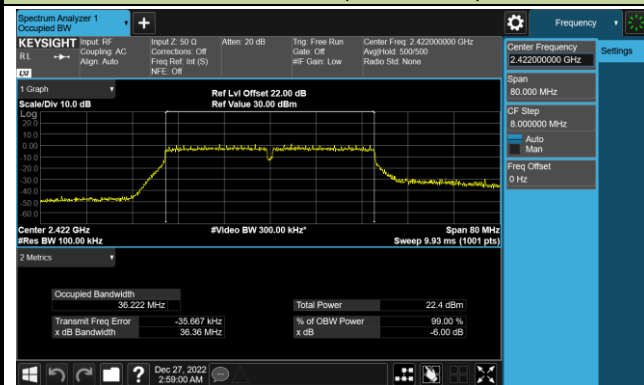 Spectrum Analyzer 1
Occupied BW
+
Frequency
KEYSIGHT
RL
LXI
Input: RF
Coupling: AC
Align: Auto
Input Z: 50 Ω
Corrections: Off
Freq Ref: Int (S)
NFE: Off
Atten: 20 dB
Trig: Free Run
Gate: Off
#IF Gain: Low
Center Freq: 2.422000000 GHz
Avg|Hold: 500/500
Radio Std: None
Center Frequency
2.422000000 GHz
Settings
Span
80.000 MHz
CF Step
8.000000 MHz
Auto
Man
Freq Offset
0 Hz
1 Graph
Scale/Div 10.0 dB
Ref Lvl Offset 22.00 dB
Ref Value 30.00 dBm
Log
20.0
10.0
0.00
-10.0
-20.0
-30.0
-40.0
-50.0
-60.0
Center 2.422 GHz
#Video BW 300.00 kHz*
Span 80 MHz
#Res BW 100.00 kHz
Sweep 9.93 ms (1001 pts)
2 Metrics
Occupied Bandwidth
36.222 MHz
Total Power 22.4 dBm
Transmit Freq Error -35.667 kHz
% of OBW Power 99.00 %
x dB Bandwidth 36.36 MHz
x dB -6.00 dB
?
Dec 27, 2022
2:59:00 AM